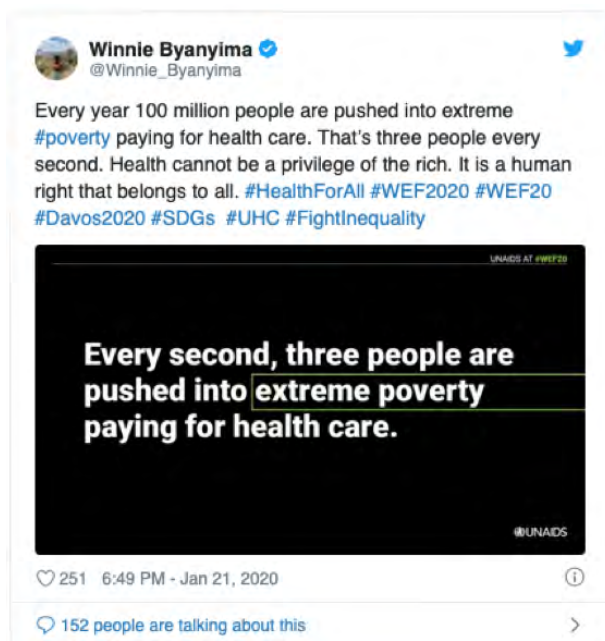 Winnie Byanyima
@Winnie_Byanyima
Every year 100 million people are pushed into extreme
#poverty paying for health care. That's three people every
second. Health cannot be a privilege of the rich. It is a human
right that belongs to all. #HealthForAll #WEF2020 #WEF20
#Davos2020 #SDGs #UHC #FightInequality
UNAIDS AT #WEF20
Every second, three people are
pushed into extreme poverty
paying for health care.
UNAIDS
251 6:49 PM - Jan 21, 2020
152 people are talking about this